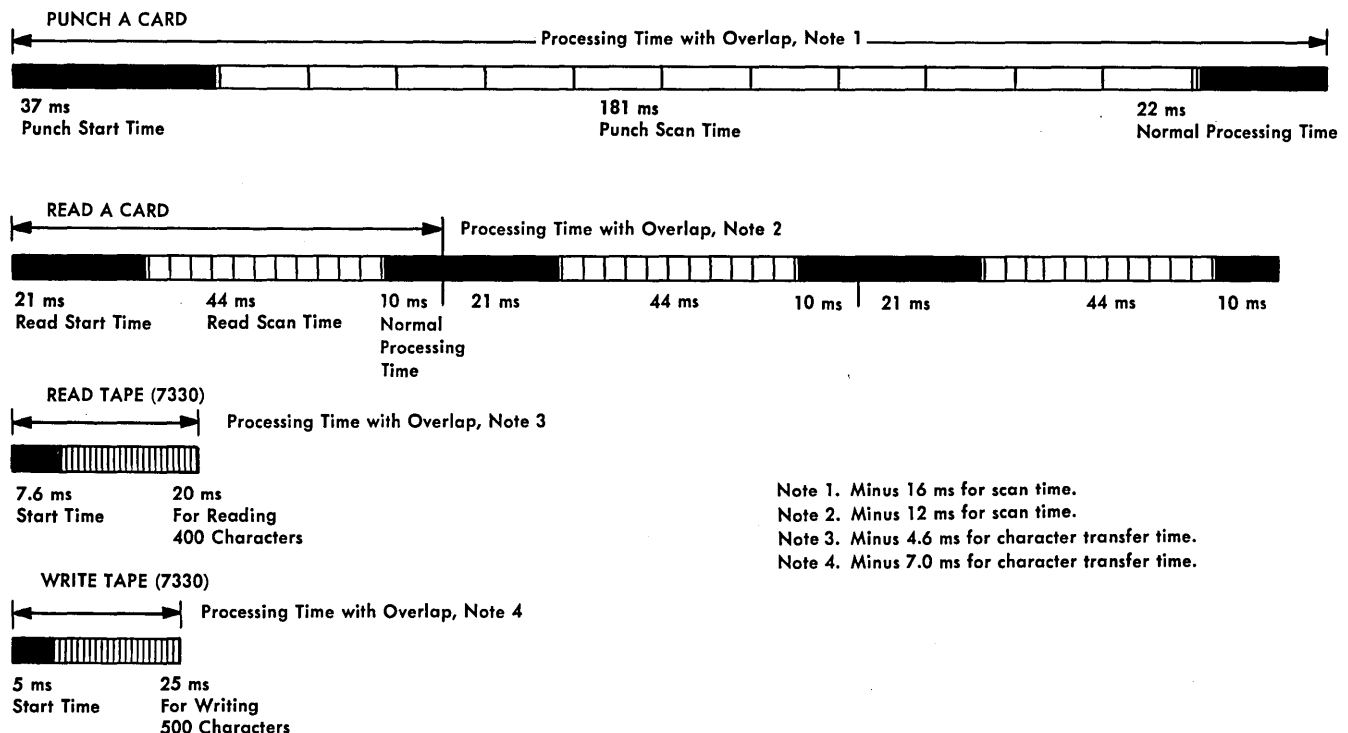 PUNCH A CARD
Processing Time with Overlap, Note 1
37 ms
Punch Start Time
181 ms
Punch Scan Time
22 ms
Normal Processing Time
READ A CARD
Processing Time with Overlap, Note 2
21 ms
Read Start Time
44 ms
Read Scan Time
10 ms
Normal
Processing
Time
21 ms
44 ms
10 ms
21 ms
44 ms
10 ms
READ TAPE (7330)
Processing Time with Overlap, Note 3
7.6 ms
Start Time
20 ms
For Reading
400 Characters
Note 1. Minus 16 ms for scan time.
Note 2. Minus 12 ms for scan time.
Note 3. Minus 4.6 ms for character transfer time.
Note 4. Minus 7.0 ms for character transfer time.
WRITE TAPE (7330)
Processing Time with Overlap, Note 4
5 ms
Start Time
25 ms
For Writing
500 Characters